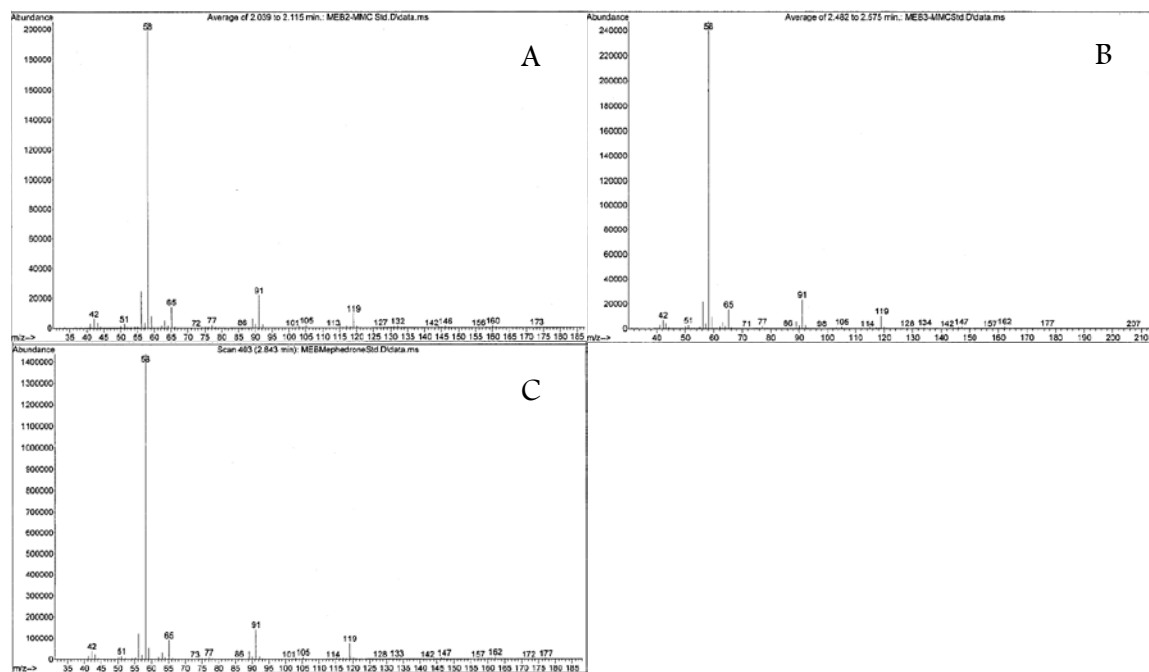 Abundance
Average of 2.039 to 2.115 min.: MEB2-MMC Std.D\data.ms
58
200000
A
180000
160000
140000
120000
100000
80000
60000
40000
20000
0
42 51 65 72 77 86 91 101 105 113 119 127 132 142 146 156 160 173
m/z-->
35 40 45 50 55 60 65 70 75 80 85 90 95 100 105 110 115 120 125 130 135 140 145 150 155 160 165 170 175 180 185
Abundance
Average of 2.482 to 2.575 min.: MEB3-MMCStd.D\data.ms
58
240000
B
220000
200000
180000
160000
140000
120000
100000
80000
60000
40000
20000
0
42 51 65 71 77 91 98 106 114 119 128 134 142 147 157 162 177 207
m/z-->
40 50 60 70 80 90 100 110 120 130 140 150 160 170 180 190 200 210
Abundance
Scan 463 (2.843 min): MEBMephedroneStd.D\data.ms
58
1400000
C
1300000
1200000
1100000
1000000
900000
800000
700000
600000
500000
400000
300000
200000
100000
0
42 51 65 73 77 86 91 101 105 114 119 128 133 142 147 157 162 172 177
m/z-->
35 40 45 50 55 60 65 70 75 80 85 90 95 100 105 110 115 120 125 130 135 140 145 150 155 160 165 170 175 180 185